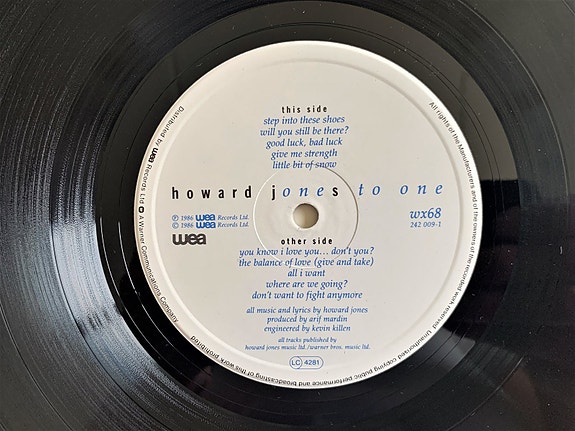 this side
step into these shoes
will you still be there?
good luck, bad luck
give me strength
little bit of snow
howard jones to one
℗ 1986 wea Records Ltd.
© 1986 wea Records Ltd.
wea
wx68
242 009-1
other side
you know i love you... don't you?
the balance of love (give and take)
all i want
where are we going?
don't want to fight anymore
all music and lyrics by howard jones
produced by arif mardin
engineered by kevin killen
all tracks published by
howard jones music ltd./warner bros. music ltd.
LC 4281
All rights of the Manufacturers and of the owners of the recorded work reserved. Unauthorised copying public performance and broadcasting of this work prohibited
Distributed by wea Records Ltd. A Warner Communications Company